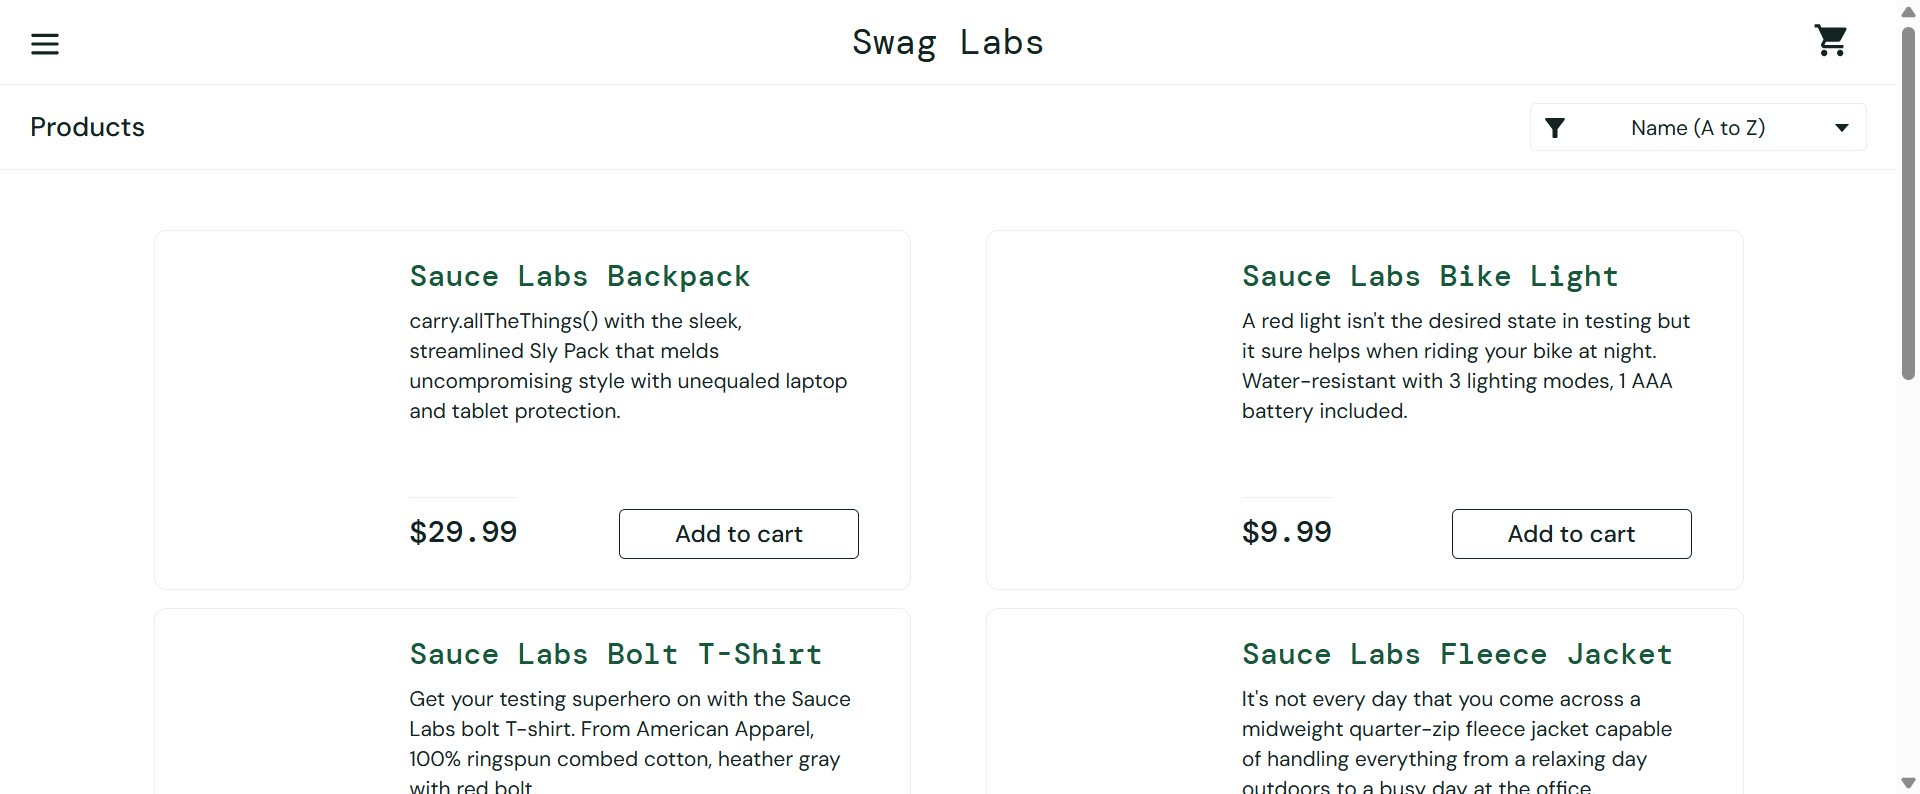 Swag Labs
Products
Name (A to Z)
Sauce Labs Backpack
carry.allTheThings() with the sleek,
streamlined Sly Pack that melds
uncompromising style with unequaled laptop
and tablet protection.
$29.99
Add to cart
Sauce Labs Bike Light
A red light isn't the desired state in testing but
it sure helps when riding your bike at night.
Water-resistant with 3 lighting modes, 1 AAA
battery included.
$9.99
Add to cart
Sauce Labs Bolt T-Shirt
Get your testing superhero on with the Sauce
Labs bolt T-shirt. From American Apparel,
100% ringspun combed cotton, heather gray
with red bolt
Sauce Labs Fleece Jacket
It's not every day that you come across a
midweight quarter-zip fleece jacket capable
of handling everything from a relaxing day
outdoors to a busy day at the office